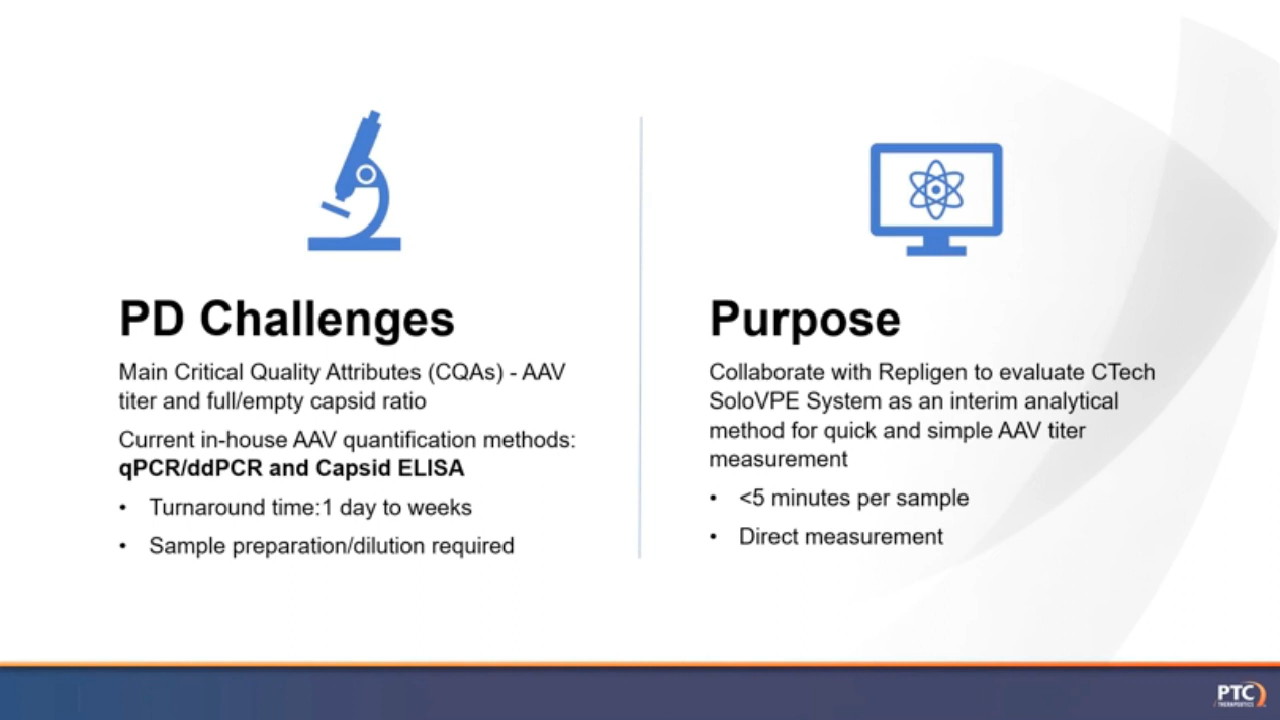 PD Challenges
Main Critical Quality Attributes (CQAs) - AAV
titer and full/empty capsid ratio
Current in-house AAV quantification methods:
qPCR/ddPCR and Capsid ELISA
• Turnaround time:1 day to weeks
• Sample preparation/dilution required
Purpose
Collaborate with Repligen to evaluate CTech
SoloVPE System as an interim analytical
method for quick and simple AAV titer
measurement
• <5 minutes per sample
• Direct measurement
PTC
THERAPEUTICS